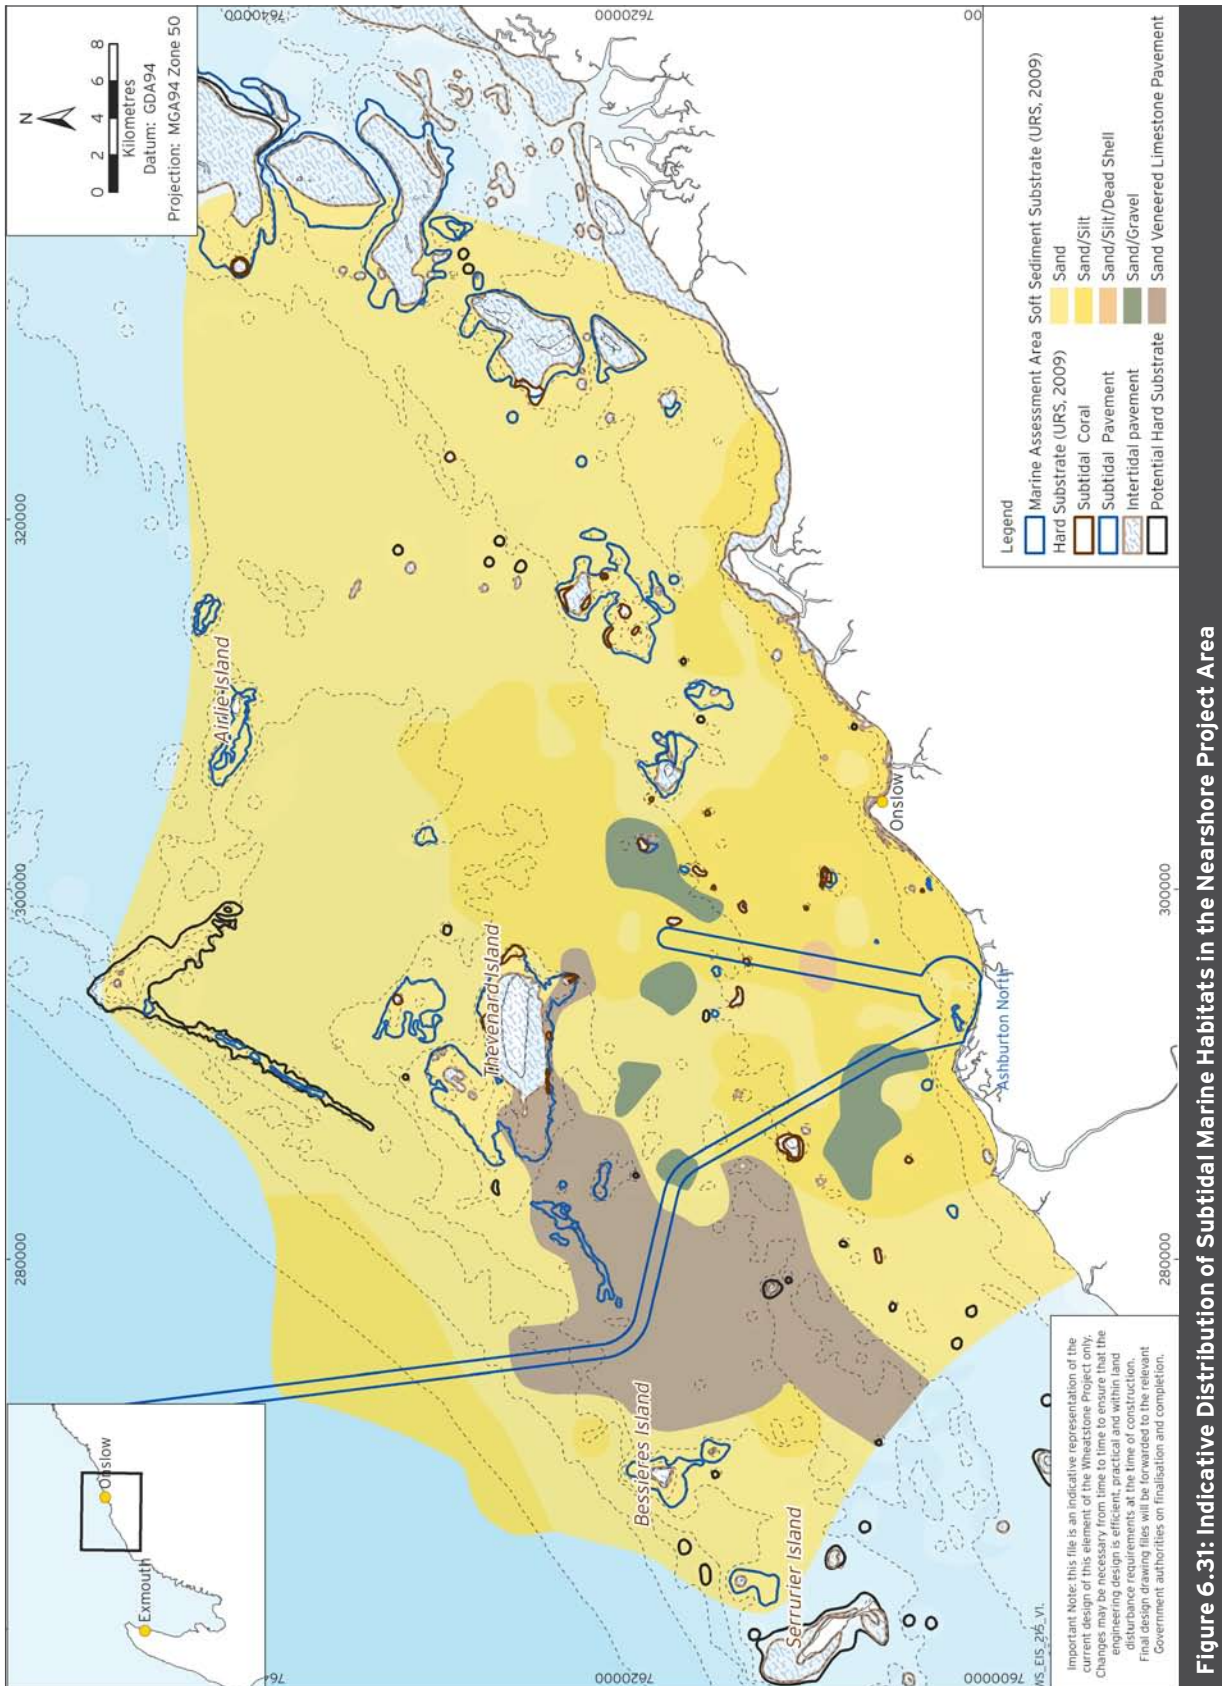 Exmouth
Onslow
280000
300000
320000
N
0 2 4 6 8
Kilometres
Datum: GDA94
Projection: MGA94 Zone 50
7640000
7620000
00
764
7620000
7600000
Airlie Island
Thevenard Island
Bessieres Island
Serrurier Island
Onslow
Ashburton North
280000
300000
WS_EIS_215_V1.
Important Note: this file is an indicative representation of the
current design of this element of the Wheatstone Project only.
Changes may be necessary from time to time to ensure that the
engineering design is efficient, practical and within land
disturbance requirements at the time of construction.
Final design drawing files will be forwarded to the relevant
Government authorities on finalisation and completion.
Legend
Marine Assessment Area
Hard Substrate (URS, 2009)
Subtidal Coral
Subtidal Pavement
Intertidal pavement
Potential Hard Substrate
Soft Sediment Substrate (URS, 2009)
Sand
Sand/Silt
Sand/Silt/Dead Shell
Sand/Gravel
Sand Veneered Limestone Pavement
Figure 6.31: Indicative Distribution of Subtidal Marine Habitats in the Nearshore Project Area